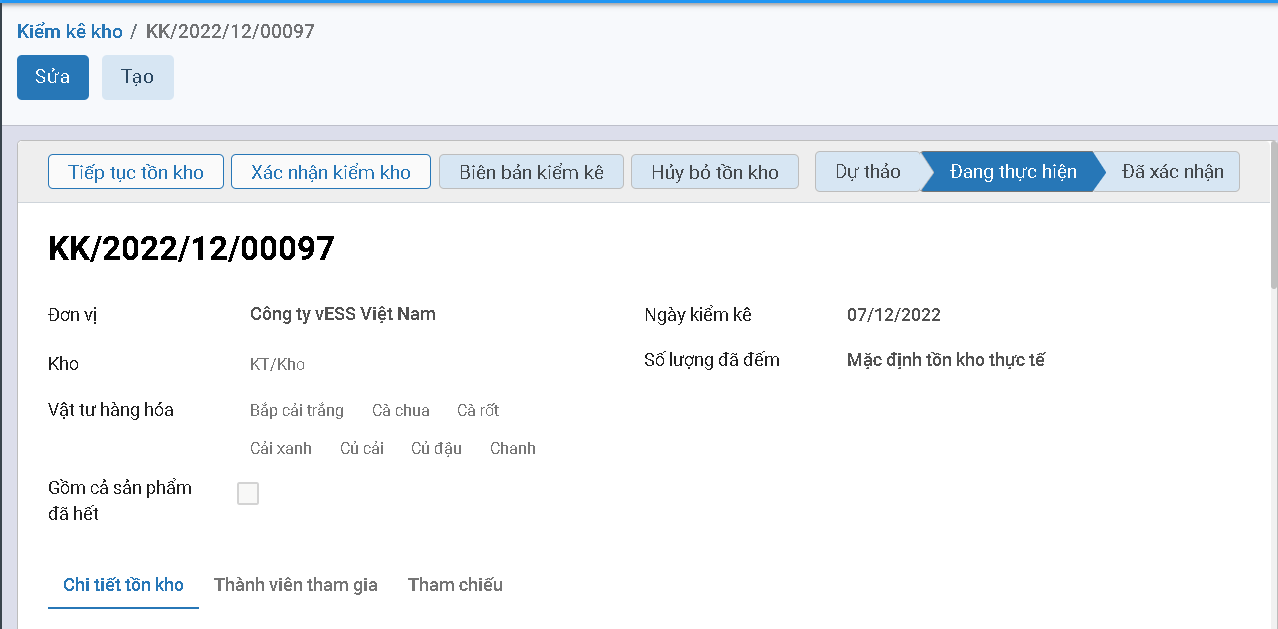 Kiểm kê kho / KK/2022/12/00097
Sửa Tạo
Tiếp tục tồn kho Xác nhận kiểm kho Biên bản kiểm kê Hủy bỏ tồn kho Dự thảo Đang thực hiện Đã xác nhận
KK/2022/12/00097
Đơn vị Công ty vESS Việt Nam Ngày kiểm kê 07/12/2022
Kho KT/Kho Số lượng đã đếm Mặc định tồn kho thực tế
Vật tư hàng hóa Bắp cải trắng Cà chua Cà rốt
Cải xanh Củ cải Củ đậu Chanh
Gồm cả sản phẩm
đã hết
Chi tiết tồn kho Thành viên tham gia Tham chiếu